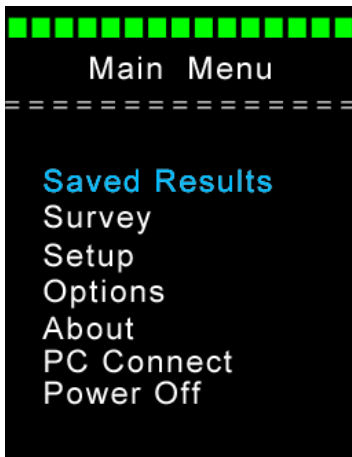 Main Menu
===============
Saved Results
Survey
Setup
Options
About
PC Connect
Power Off